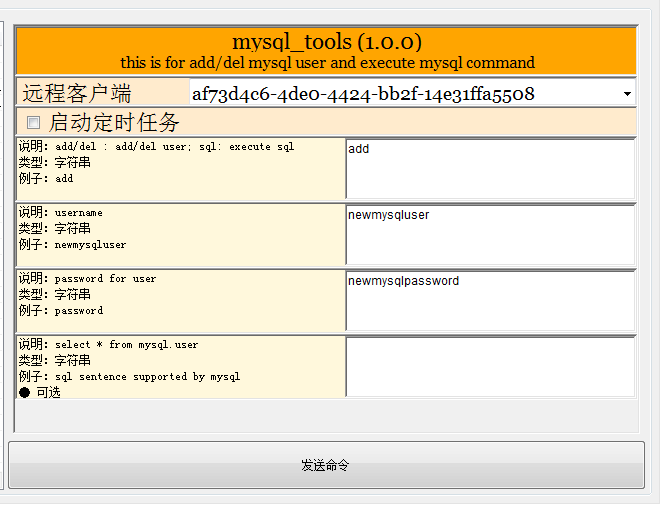 mysql_tools (1.0.0)
this is for add/del mysql user and execute mysql command
远程客户端 af73d4c6-4de0-4424-bb2f-14e31ffa5508
启动定时任务
说明: add/del : add/del user; sql: execute sql
类型: 字符串
例子: add
add
说明: username
类型: 字符串
例子: newmysqluser
newmysqluser
说明: password for user
类型: 字符串
例子: password
newmysqlpassword
说明: select * from mysql.user
类型: 字符串
例子: sql sentence supported by mysql
● 可选
发送命令